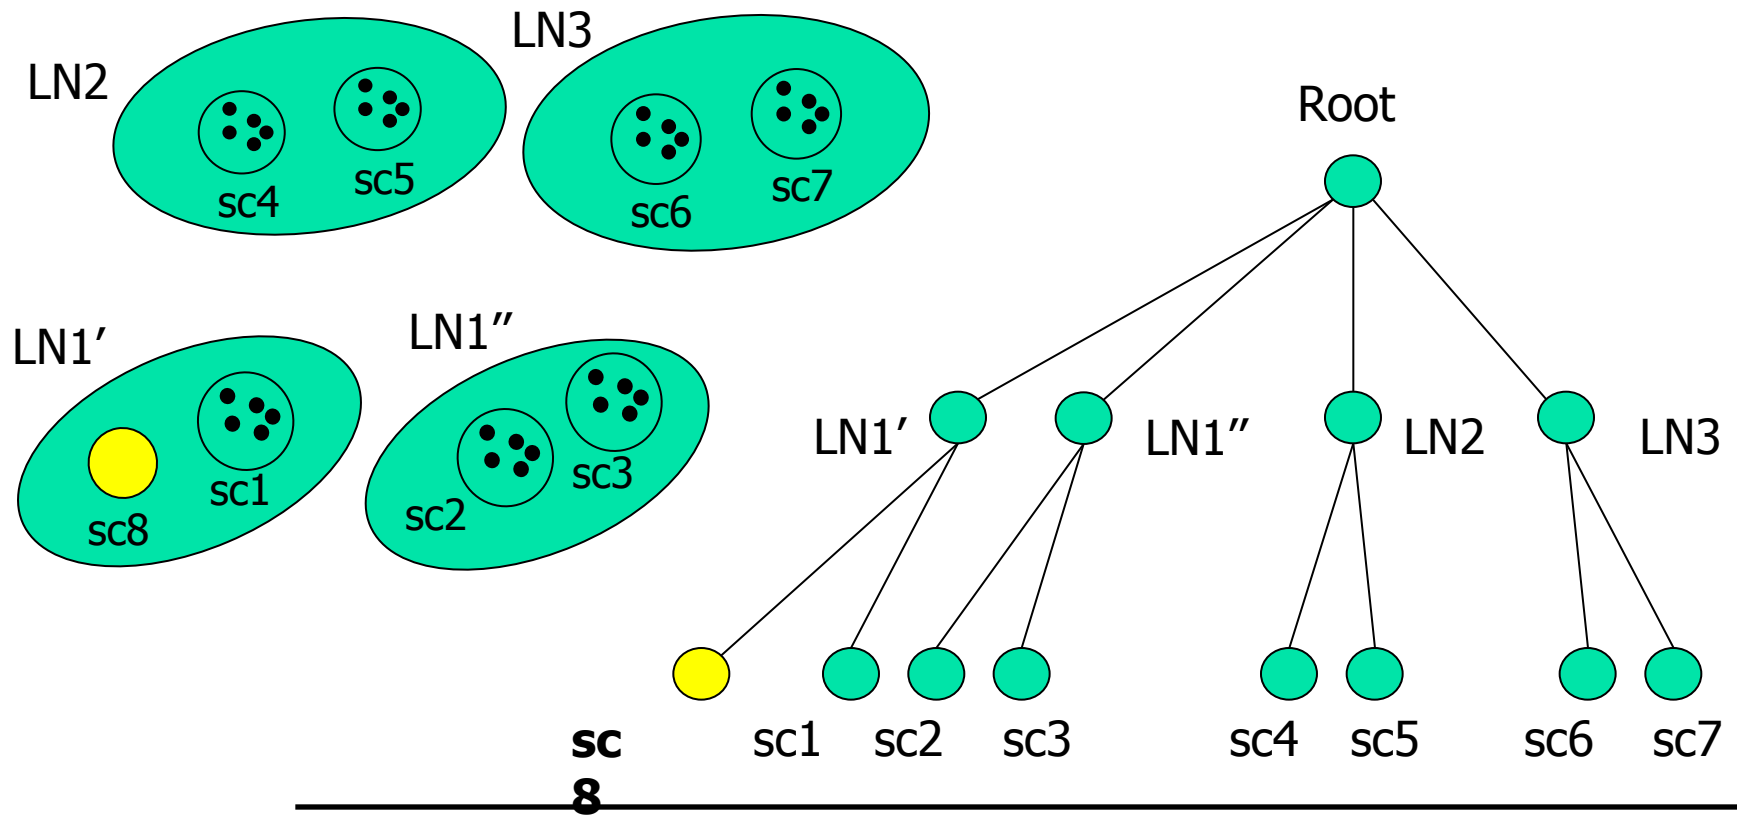 LN3
LN2
sc4
sc5
sc6
sc7
LN1′
LN1″
sc8
sc1
sc2
sc3
Root
LN1′
LN1″
LN2
LN3
sc
8
sc1
sc2
sc3
sc4
sc5
sc6
sc7